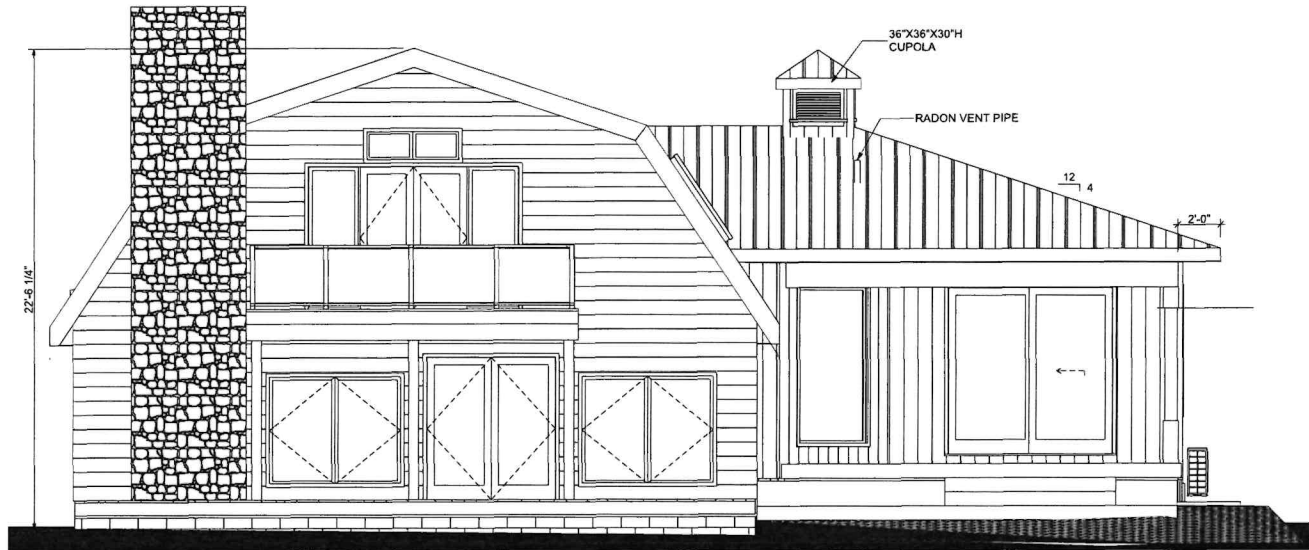 36"X36"X30"H
CUPOLA
RADON VENT PIPE
12
4
2'-0"
22'-6 1/4"